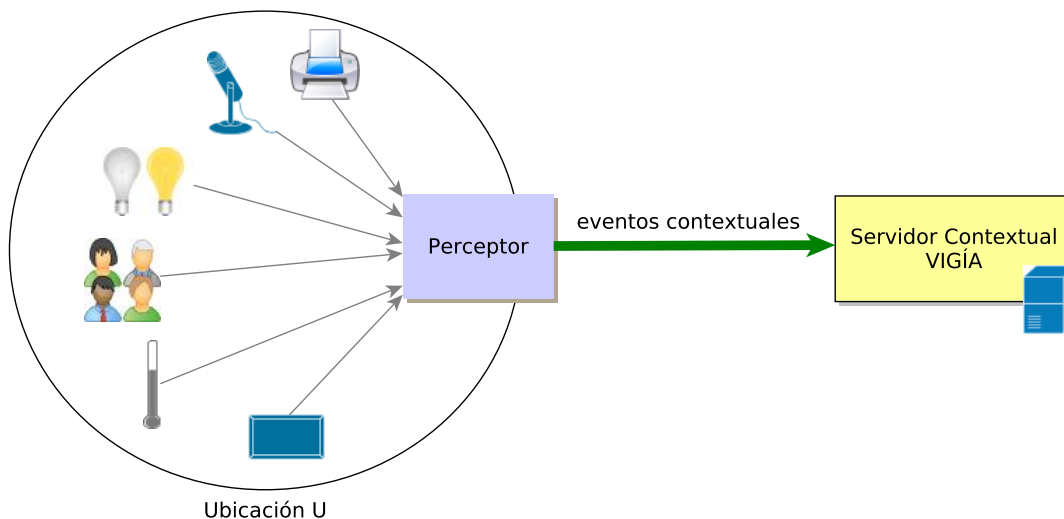 Perceptor
eventos contextuales
Servidor Contextual
VIGÍA
Ubicación U